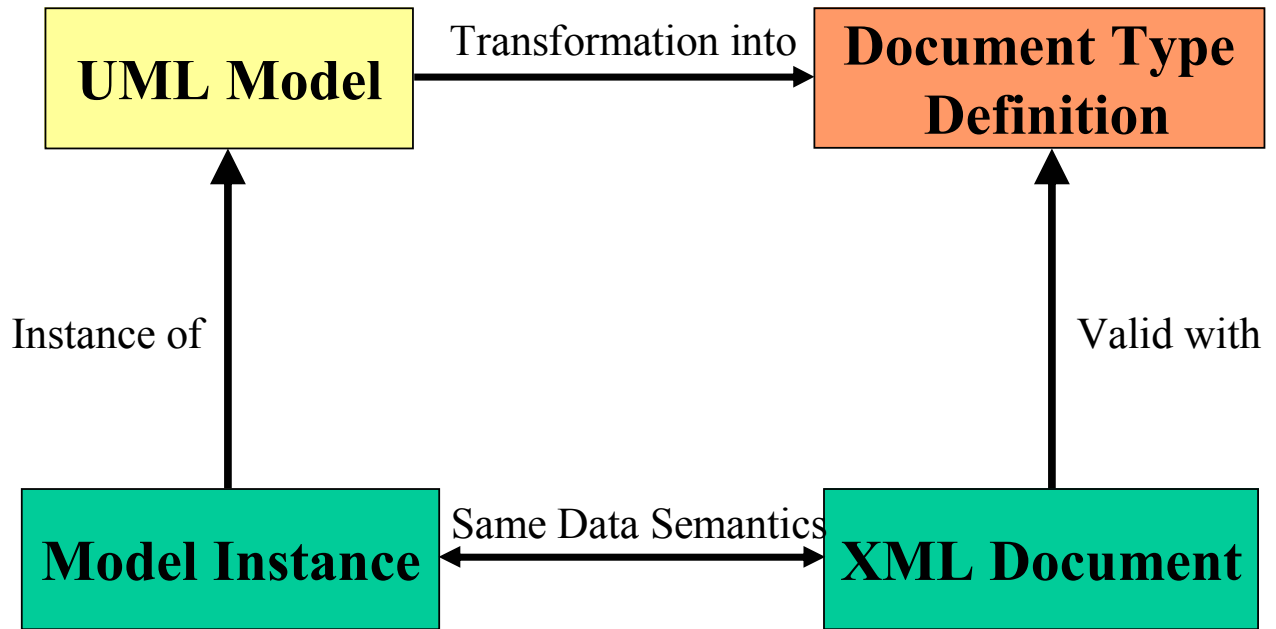 UML Model
Transformation into
Document Type
Definition
Instance of
Valid with
Model Instance
Same Data Semantics
XML Document